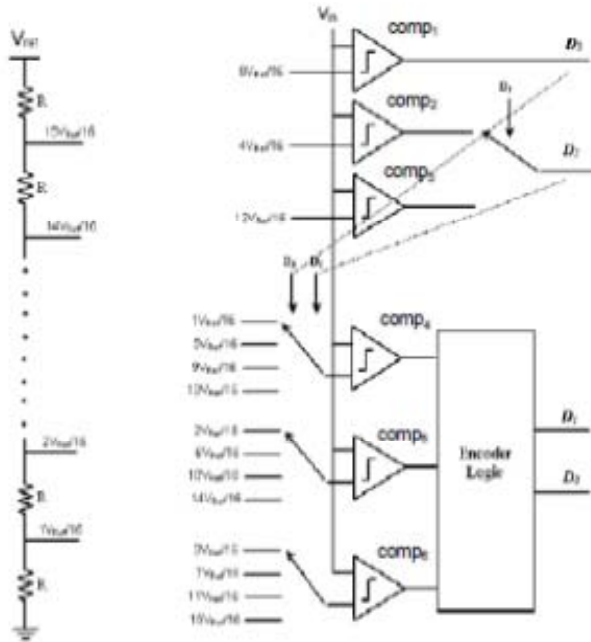 V_in
comp_1
D_3
V_ref
8V_Ref/16
R
comp_2
D_3
15V_Ref/16
4V_Ref/16
D_2
R
comp_3
12V_Ref/16
14V_Ref/16
D_3 D_2
1V_Ref/16
comp_4
5V_Ref/16
9V_Ref/16
13V_Ref/16
2V_Ref/16
2V_Ref/16
comp_5
D_1
6V_Ref/16
Encoder
Logic
10V_Ref/16
R
D_0
14V_Ref/16
1V_Ref/16
3V_Ref/16
comp_6
R
7V_Ref/16
11V_Ref/16
15V_Ref/16